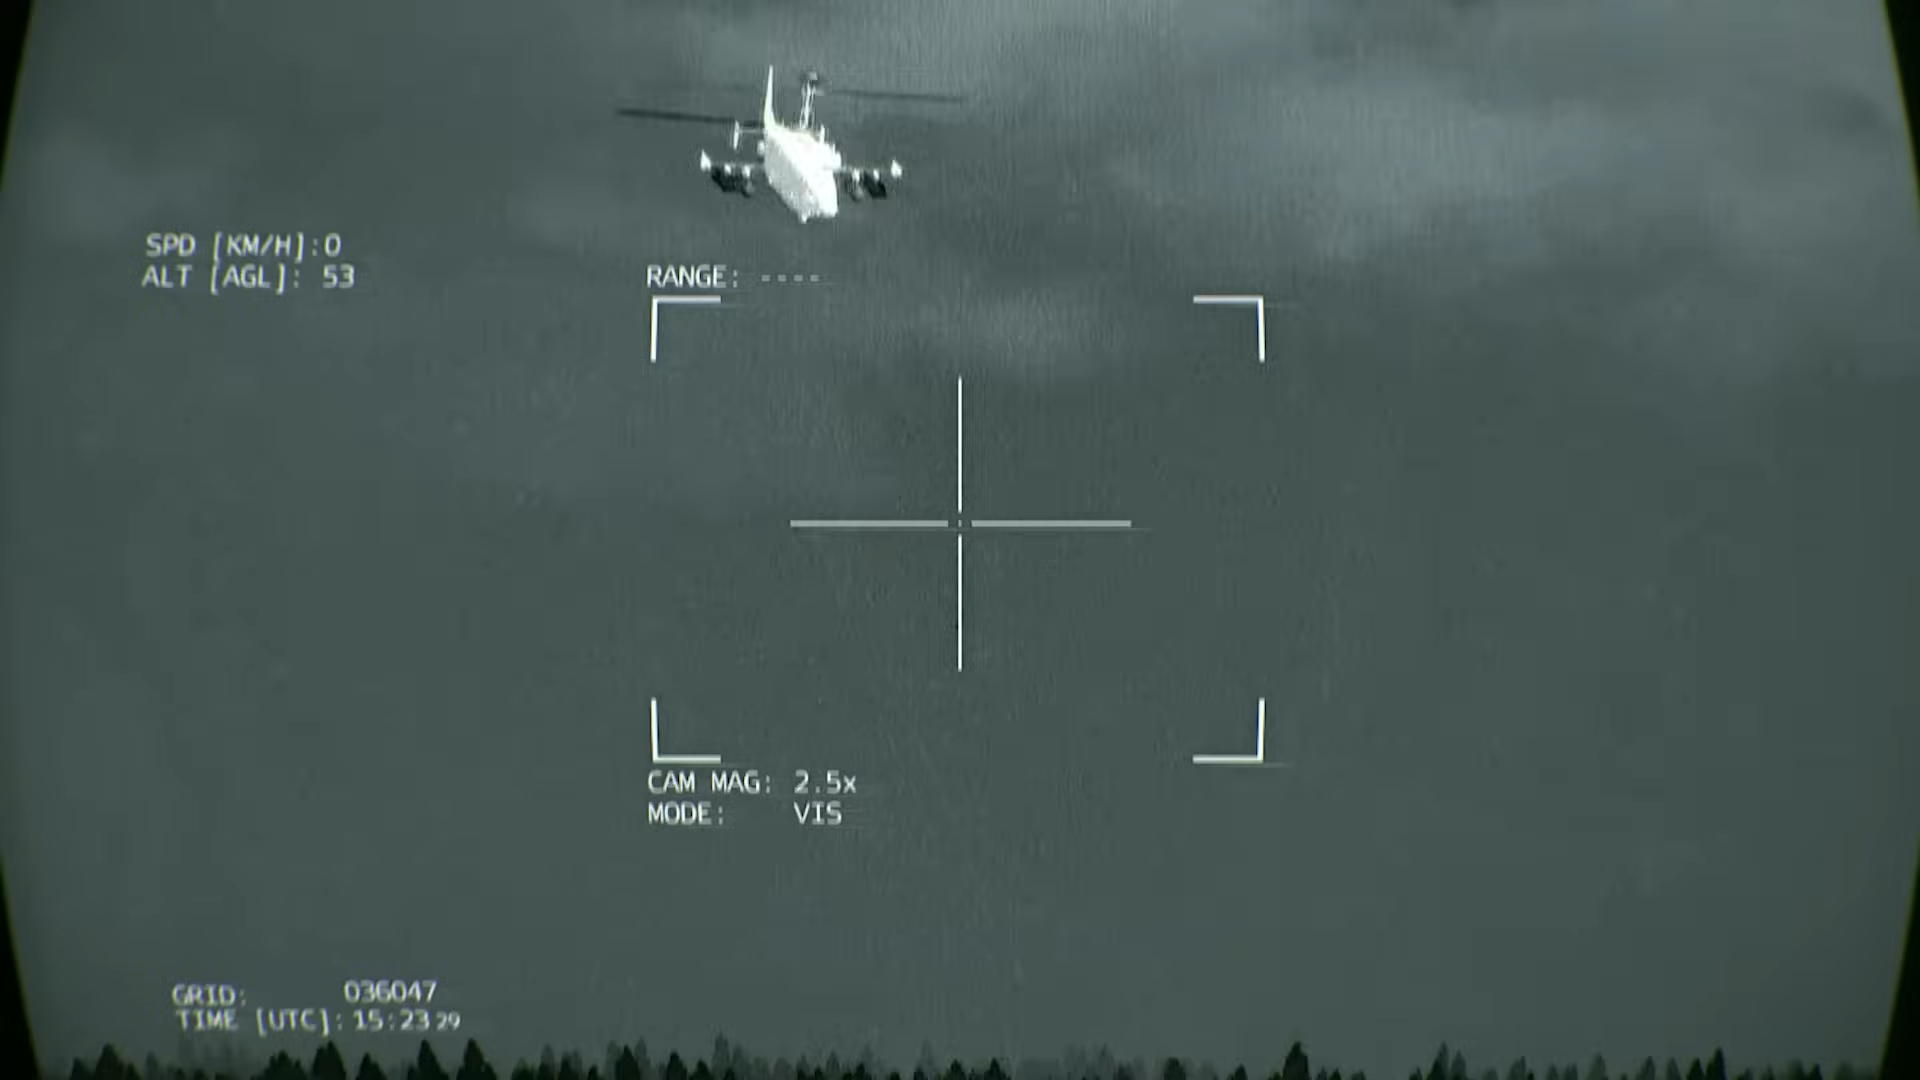 SPD [KM/H]:0
ALT [AGL]: 53
RANGE: ----
CAM MAG: 2.5x
MODE: VIS
GRID: 036047
TIME [UTC]: 15:23 29